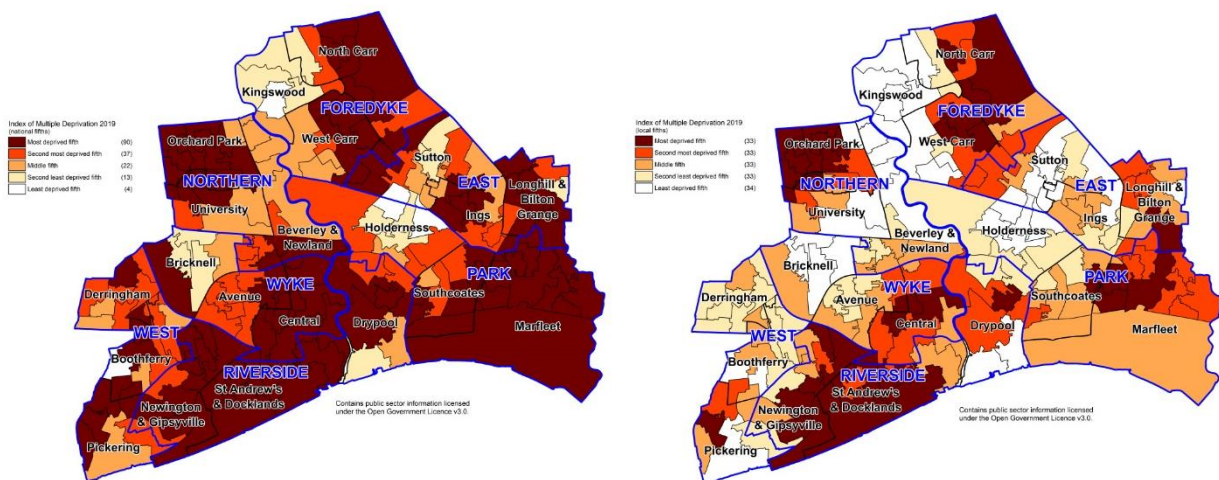 North Carr
Kingswood
FOREDYKE
Index of Multiple Deprivation 2019
(national fifths)
Most deprived fifth (90)
Second most deprived fifth (37)
Middle fifth (22)
Second least deprived fifth (13)
Least deprived fifth (4)
Orchard Park
West Carr
Sutton
NORTHERN
EAST
Longhill &
Bilton
Grange
University
Ings
Holderness
Beverley &
Newland
Bricknell
PARK
WYKE
Derringham
Avenue
Southcoates
Central
Drypool
Marfleet
WEST
Boothferry
RIVERSIDE
St Andrew's
& Docklands
Newington
& Gipsyville
Pickering
Contains public sector information licensed
under the Open Government Licence v3.0.
North Carr
Kingswood
FOREDYKE
Index of Multiple Deprivation 2019
(local fifths)
Most deprived fifth (33)
Second most deprived fifth (33)
Middle fifth (33)
Second least deprived fifth (33)
Least deprived fifth (34)
Orchard Park
West Carr
Sutton
NORTHERN
EAST
Longhill &
Bilton
Grange
University
Ings
Holderness
Beverley &
Newland
Bricknell
PARK
WYKE
Derringham
Avenue
Southcoates
Central
Drypool
Marfleet
WEST
Boothferry
RIVERSIDE
St Andrew's
& Docklands
Newington
& Gipsyville
Pickering
Contains public sector information licensed
under the Open Government Licence v3.0.